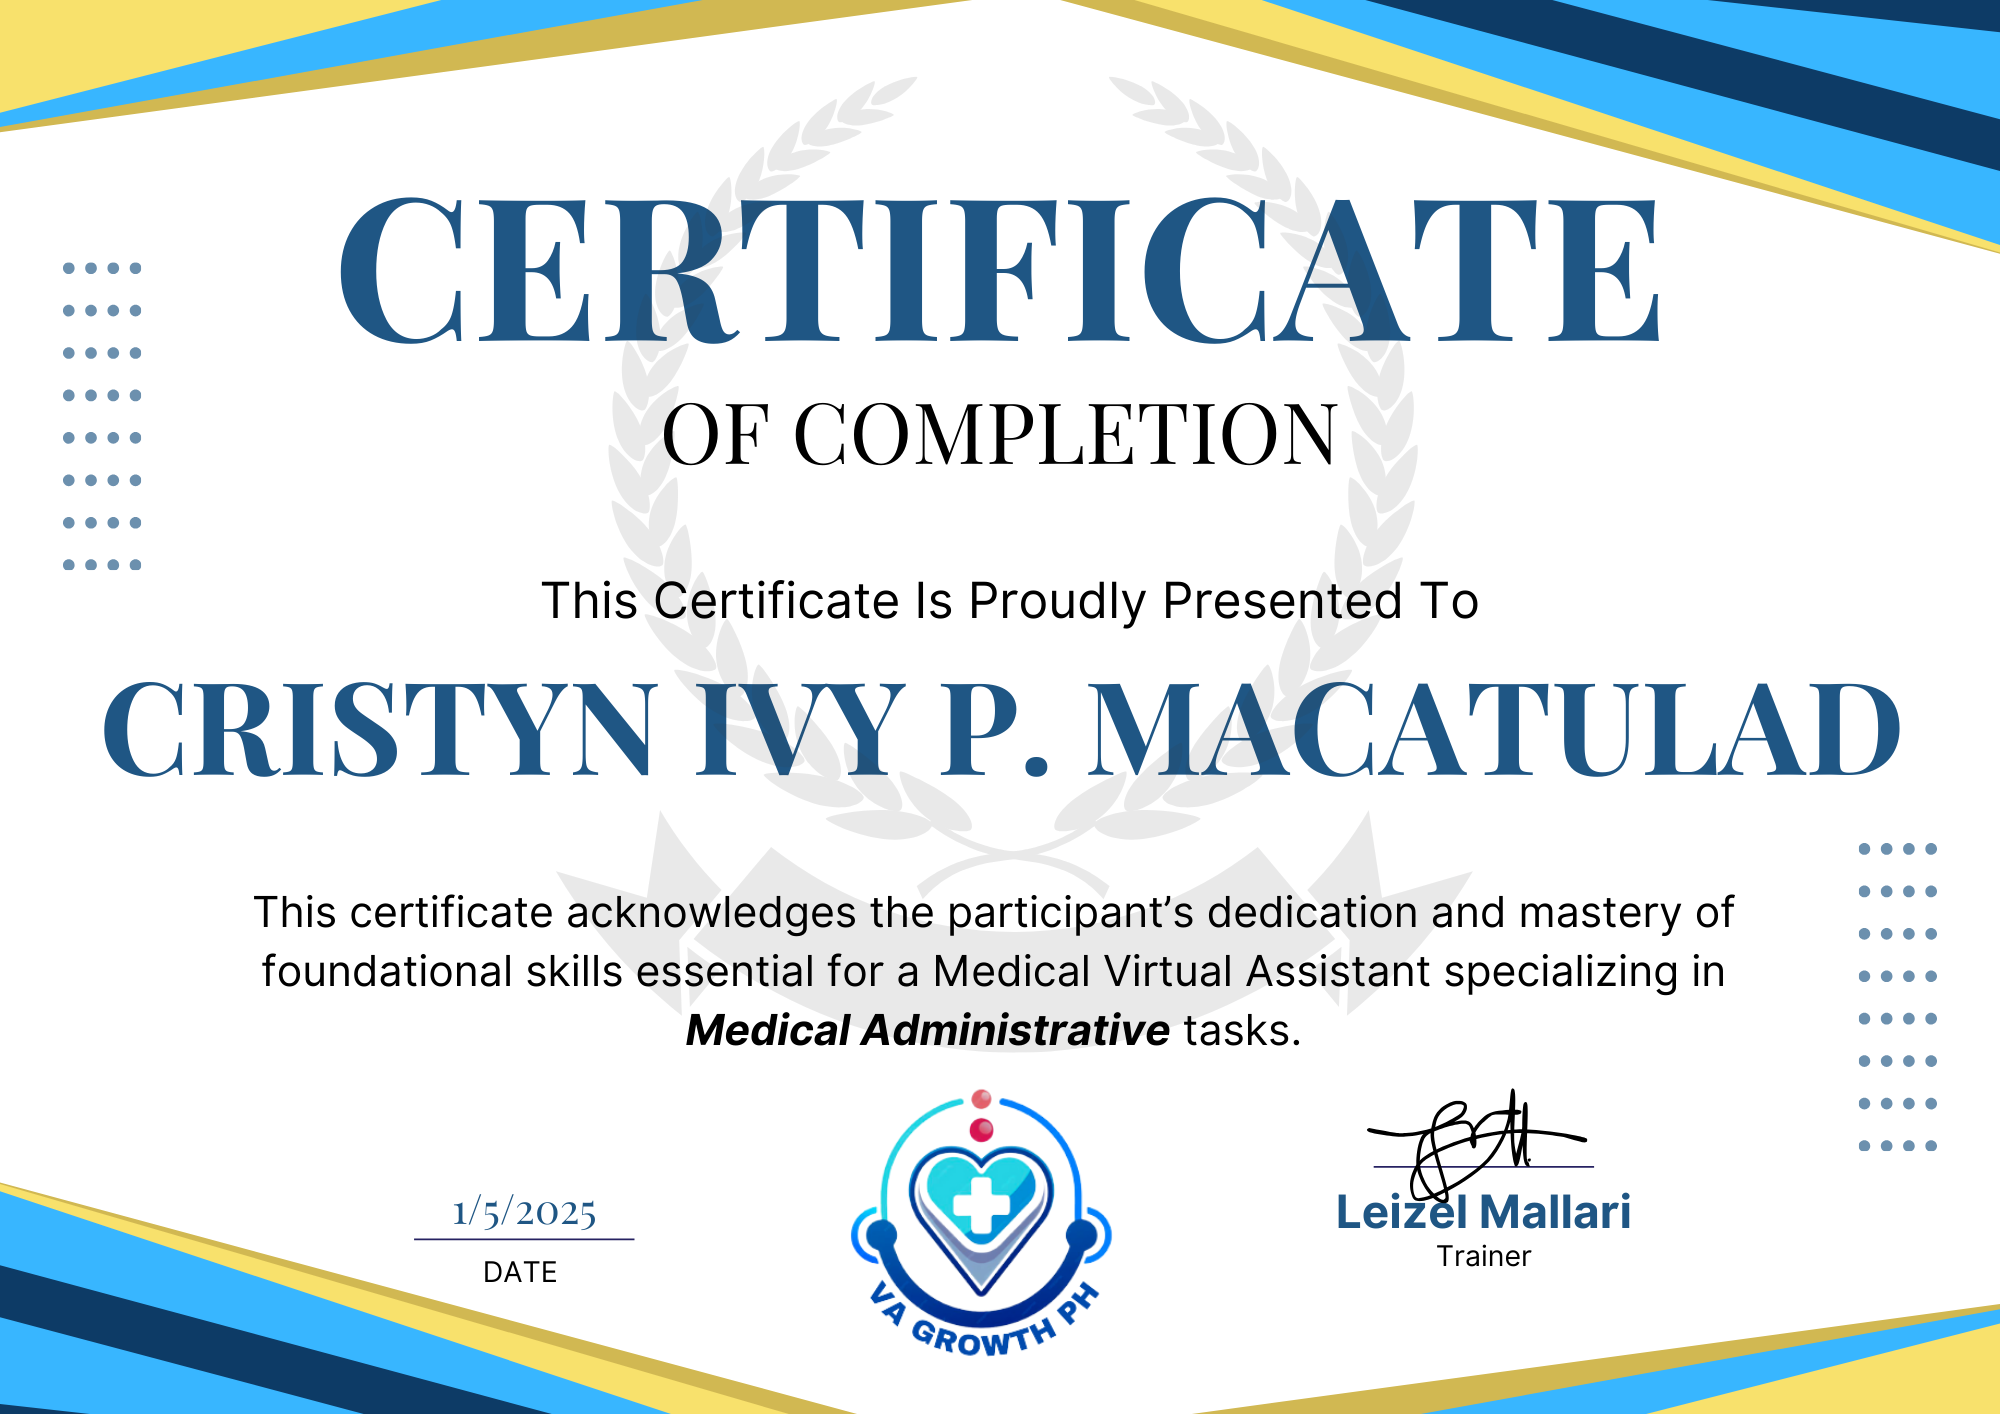 CERTIFICATE
OF COMPLETION
This Certificate Is Proudly Presented To
CRISTYN IVY P. MACATULAD
This certificate acknowledges the participant’s dedication and mastery of
foundational skills essential for a Medical Virtual Assistant specializing in
Medical Administrative tasks.
1/5/2025
DATE
VA GROWTH PH
Leizel Mallari
Trainer